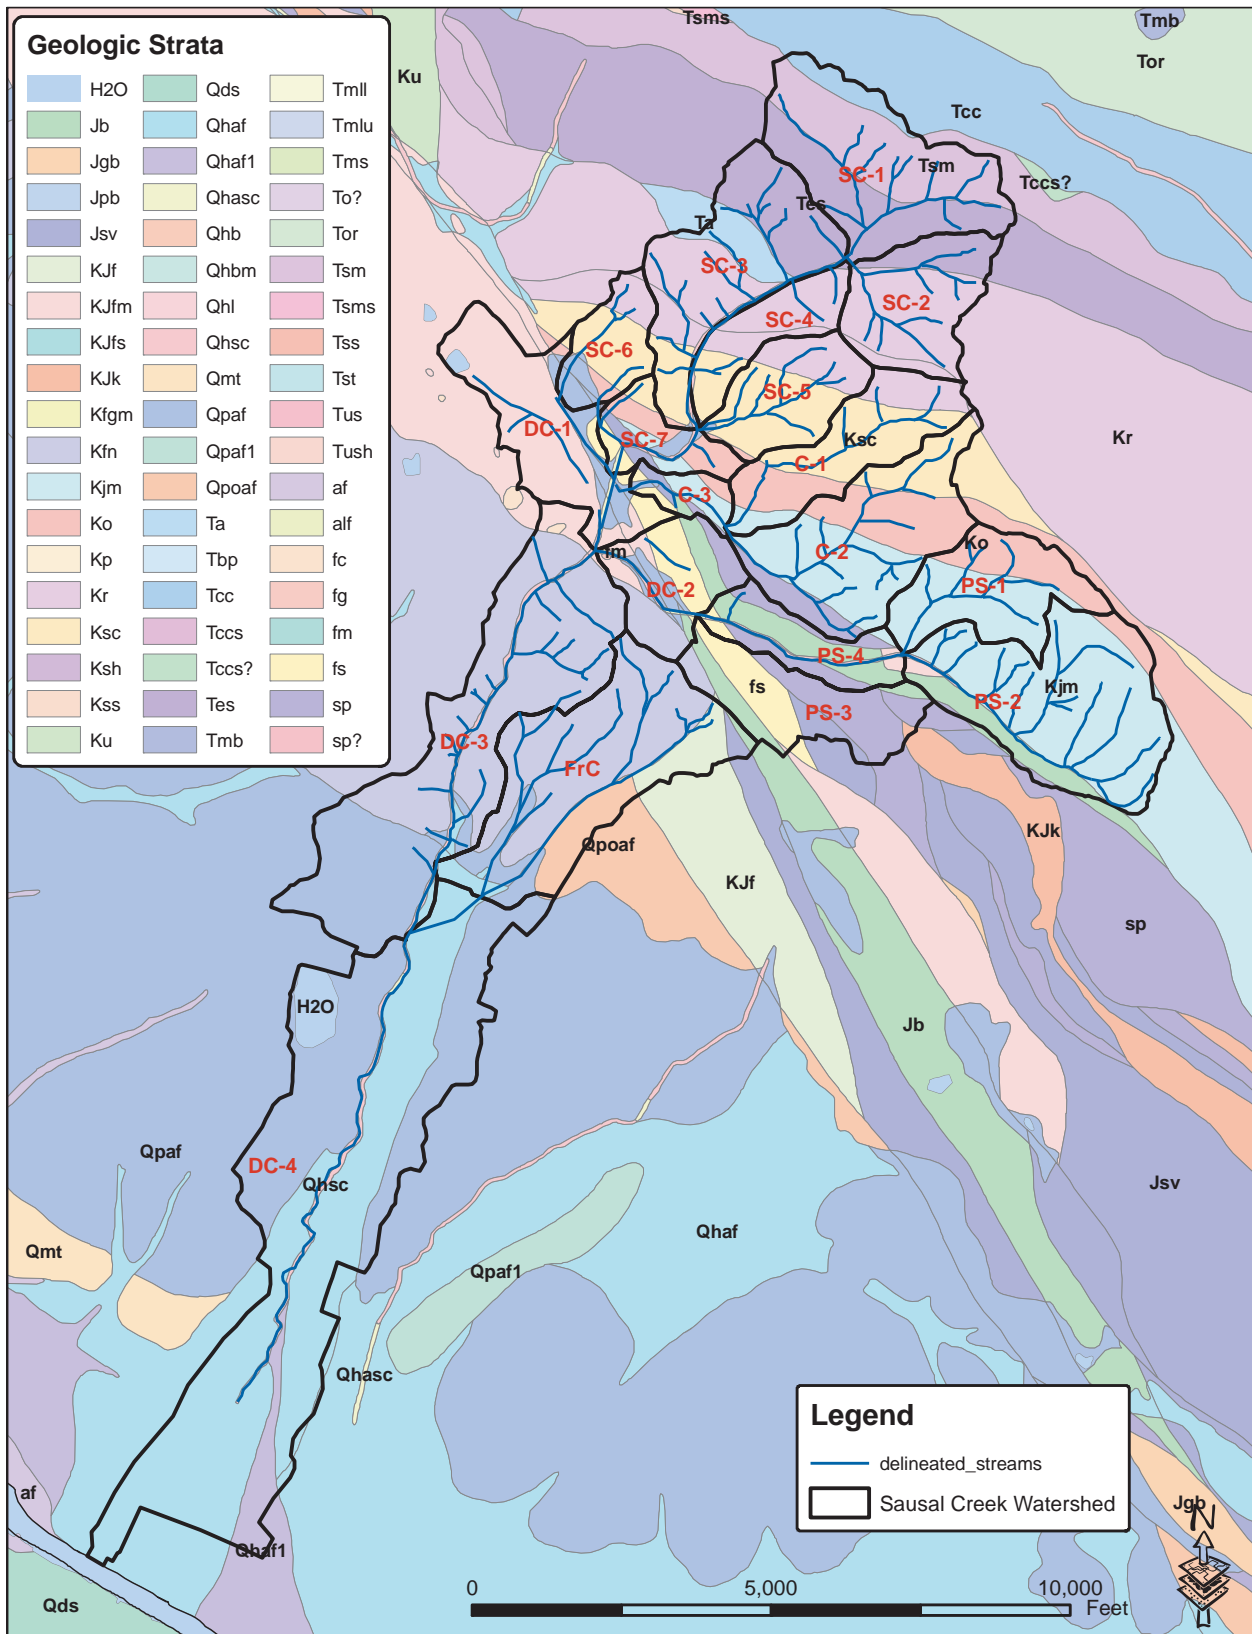 Geologic Strata
H2O
Jb
Jgb
Jpb
Jsv
KJf
KJfm
KJfs
KJk
Kfgm
Kfn
Kjm
Ko
Kp
Kr
Ksc
Ksh
Kss
Ku
Qds
Qhaf
Qhaf1
Qhasc
Qhb
Qhbm
Qhl
Qhsc
Qmt
Qpaf
Qpaf1
Qpoaf
Ta
Tbp
Tcc
Tccs
Tccs?
Tes
Tmb
Tmll
Tmlu
Tms
To?
Tor
Tsm
Tsms
Tss
Tst
Tus
Tush
af
alf
fc
fg
fm
fs
sp
sp?
Tsms
Tmb
Tor
Ku
Tcc
Tsm
SC-1
Tccs?
Tes
Ta
SC-3
SC-2
SC-4
SC-6
SC-5
DC-1
SC-7
Ksc
Kr
C-1
C-3
Ko
fm
C-2
PS-1
DC-2
PS-4
fs
Kjm
PS-2
PS-3
DC-3
FrC
KJk
Qpoaf
KJf
sp
H2O
Jb
Qpaf
DC-4
Qhsc
Jsv
Qhaf
Qmt
Qpaf1
Qhasc
Legend
delineated_streams
Sausal Creek Watershed
af
Jgb
N
Qhaf1
Qds
0 5,000 10,000
Feet